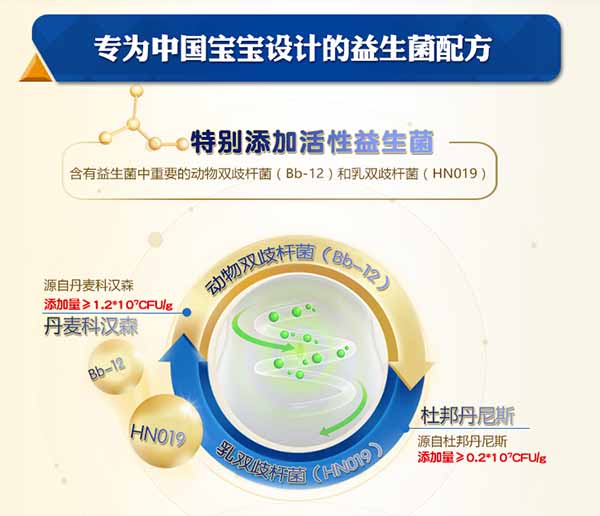 专为中国宝宝设计的益生菌配方
特别添加活性益生菌
含有益生菌中重要的动物双歧杆菌（Bb-12）和乳双歧杆菌（HN019）
动物双歧杆菌（Bb-12）
源自丹麦科汉森
添加量≥1.2*10⁷CFU/g
丹麦科汉森
Bb-12
HN019
杜邦丹尼斯
源自杜邦丹尼斯
添加量≥0.2*10⁷CFU/g
乳双歧杆菌（HN019）